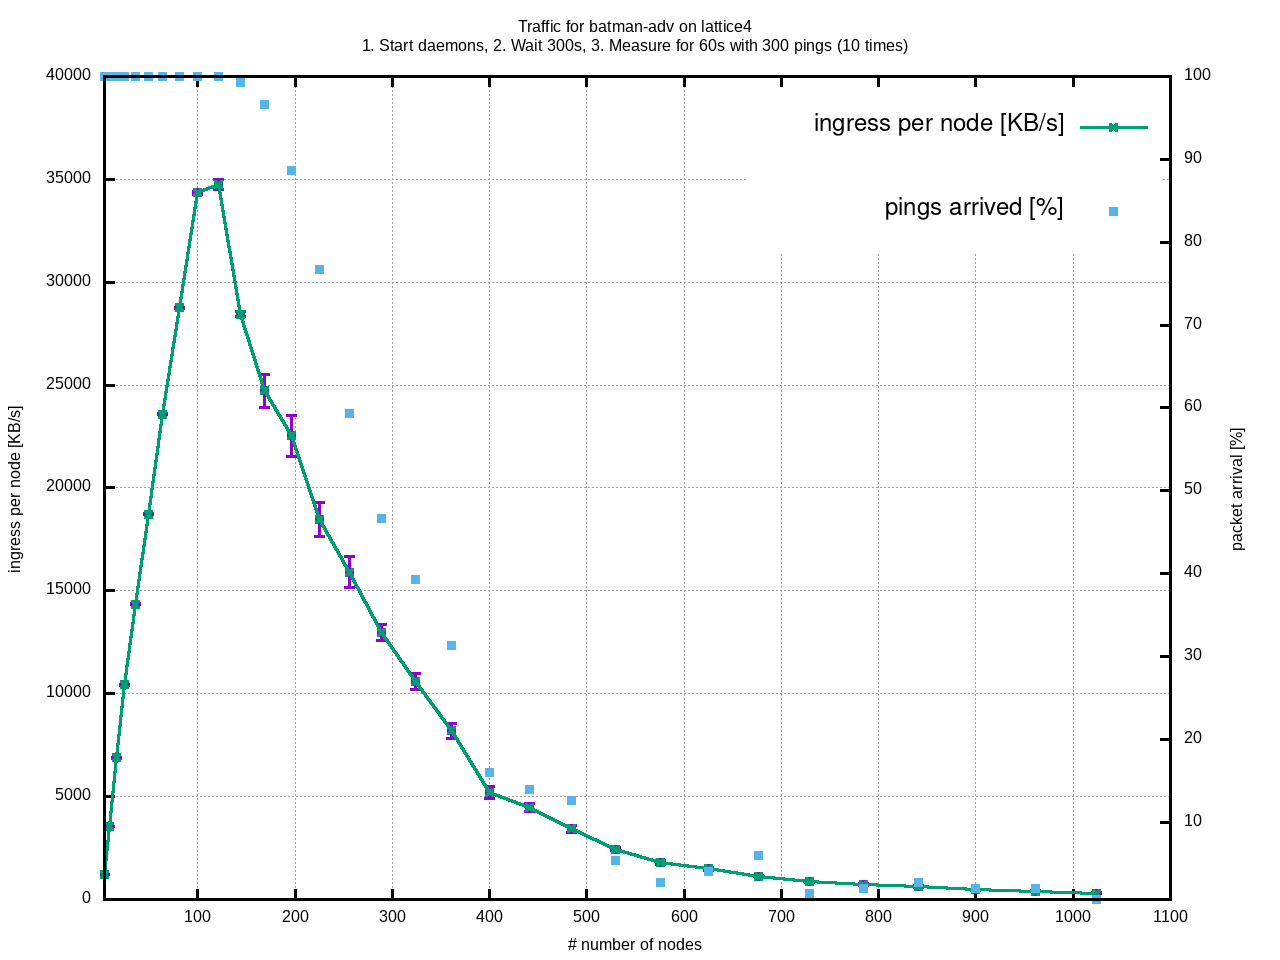 Traffic for batman-adv on lattice4
1. Start daemons, 2. Wait 300s, 3. Measure for 60s with 300 pings (10 times)
ingress per node [KB/s]
pings arrived [%]
40000
35000
30000
25000
20000
15000
10000
5000
0
100
90
80
70
60
50
40
30
20
10
ingress per node [KB/s]
packet arrival [%]
100 200 300 400 500 600 700 800 900 1000 1100
# number of nodes